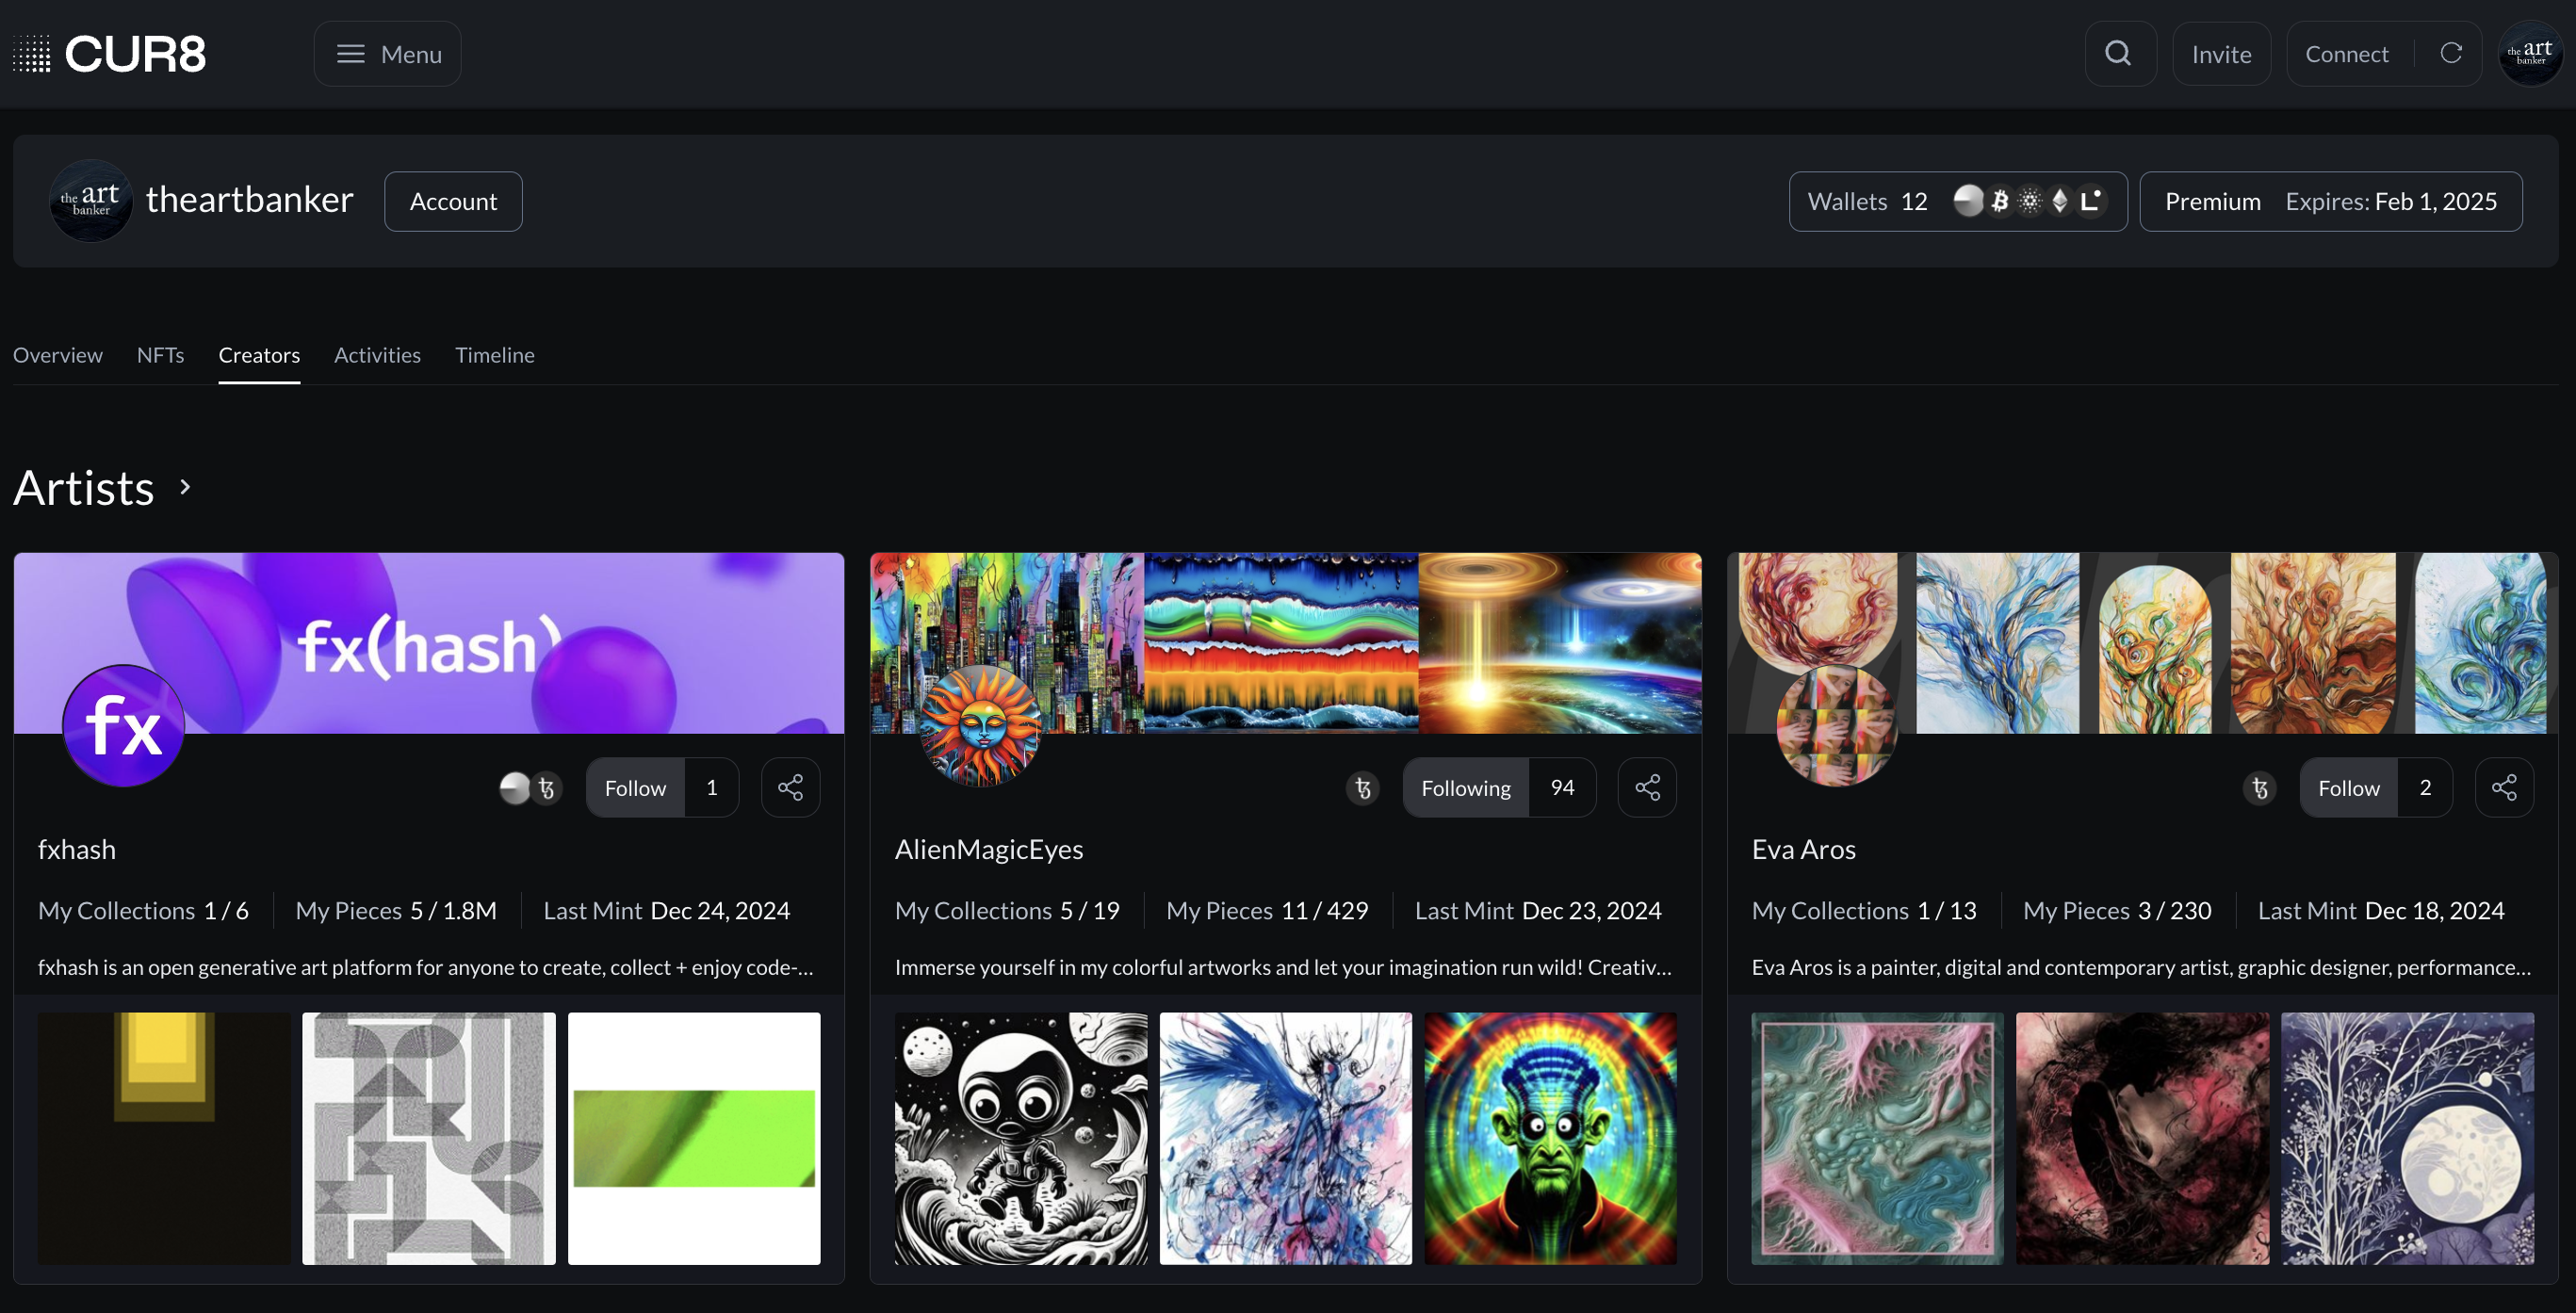 CUR8
Menu
Invite
Connect
the art
banker
the art
banker
theartbanker
Account
Wallets 12
Premium Expires: Feb 1, 2025
Overview NFTs Creators Activities Timeline
Artists
fx(hash)
fx
Follow 1
fxhash
My Collections 1 / 6 My Pieces 5 / 1.8M Last Mint Dec 24, 2024
fxhash is an open generative art platform for anyone to create, collect + enjoy code-...
Following 94
AlienMagicEyes
My Collections 5 / 19 My Pieces 11 / 429 Last Mint Dec 23, 2024
Immerse yourself in my colorful artworks and let your imagination run wild! Creativ...
Follow 2
Eva Aros
My Collections 1 / 13 My Pieces 3 / 230 Last Mint Dec 18, 2024
Eva Aros is a painter, digital and contemporary artist, graphic designer, performance...